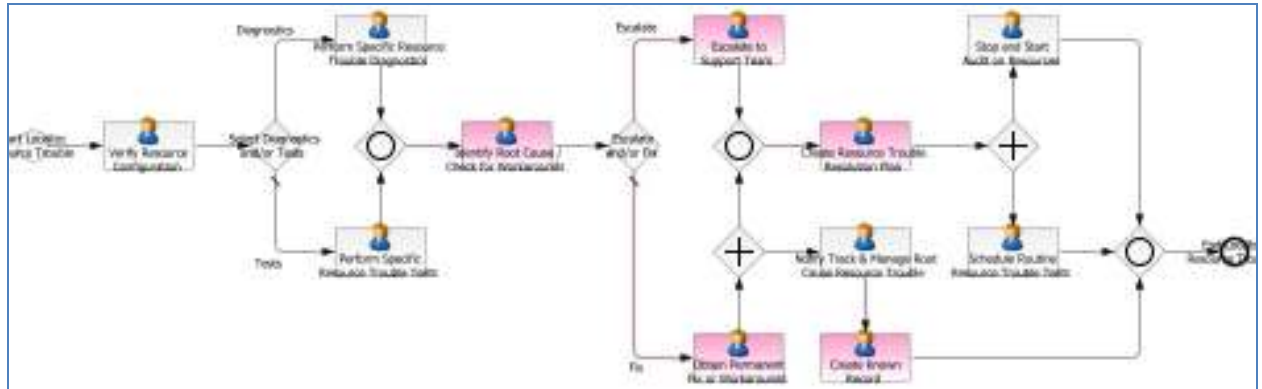 Diagnostics
Perform Specific Resource
Trouble Diagnostics
Escalate
Escalate to
Support Team
Stop and Start
Audit on Resources
Trouble
Verify Resource
Configuration
Select Diagnostics
and/or Tests
Identify Root Cause /
Check for Workarounds
Escalate
and/or Fix
Create Resource Trouble
Resolution Plan
Tests
Perform Specific
Resource Trouble Tests
Notify Track & Manage Root
Cause Resource Trouble
Schedule Routine
Resource Trouble Tests
Fix
Obtain Permanent
Fix or Workaround
Create Known
Record